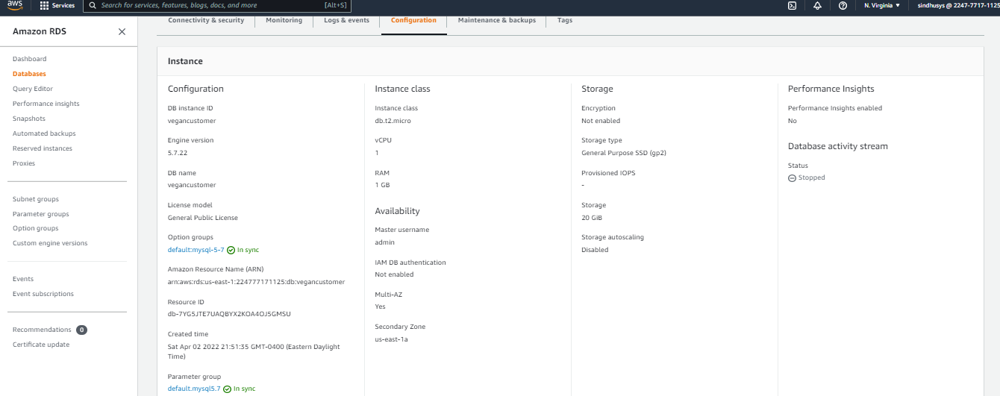 aws
Services
Search for services, features, blogs, docs, and more
[Alt+S]
N. Virginia ▼
sindhusys @ 2247-7717-1125
Amazon RDS
Dashboard
Databases
Query Editor
Performance insights
Snapshots
Automated backups
Reserved instances
Proxies
Subnet groups
Parameter groups
Option groups
Custom engine versions
Events
Event subscriptions
Recommendations 0
Certificate update
Connectivity & security
Monitoring
Logs & events
Configuration
Maintenance & backups
Tags
Instance
Configuration
DB instance ID
vegancustomer
Engine version
5.7.22
DB name
vegancustomer
License model
General Public License
Option groups
default:mysql-5-7 In sync
Amazon Resource Name (ARN)
arn:aws:rds:us-east-1:224777171125:db:vegancustomer
Resource ID
db-7YG5JTE7UAQBYX2KOA4OJ5GMSU
Created time
Sat Apr 02 2022 21:51:35 GMT-0400 (Eastern Daylight
Time)
Parameter group
default.mysql5.7 In sync
Instance class
Instance class
db.t2.micro
vCPU
1
RAM
1 GB
Availability
Master username
admin
IAM DB authentication
Not enabled
Multi-AZ
Yes
Secondary Zone
us-east-1a
Storage
Encryption
Not enabled
Storage type
General Purpose SSD (gp2)
Provisioned IOPS
-
Storage
20 GiB
Storage autoscaling
Disabled
Performance Insights
Performance Insights enabled
No
Database activity stream
Status
Stopped